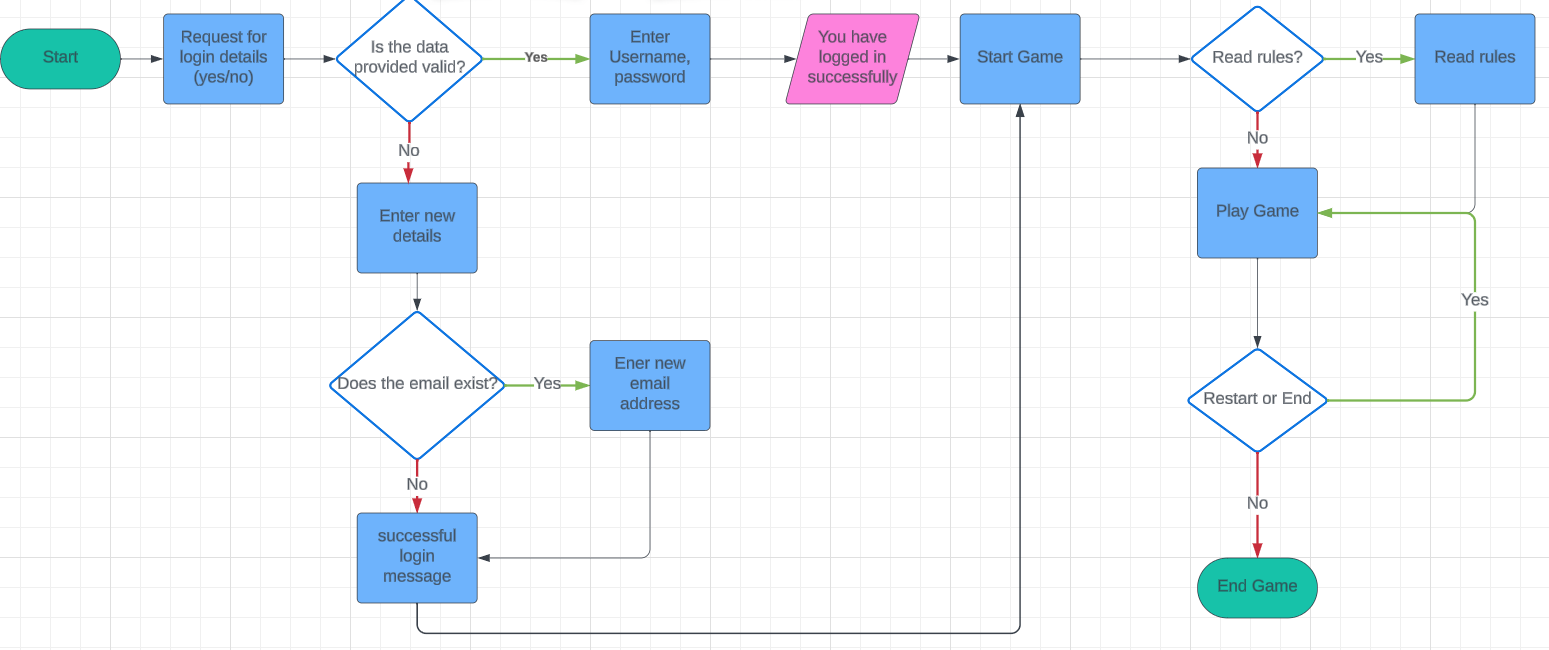 Start
Request for
login details
(yes/no)
Is the data
provided valid?
Yes
Enter
Username,
password
You have
logged in
successfully
Start Game
Read rules?
Yes
Read rules
No
No
Enter new
details
Play Game
Does the email exist?
Yes
Ener new
email
address
Yes
Restart or End
No
No
successful
login
message
End Game